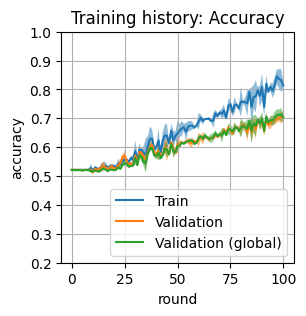 Training history: Accuracy
1.0
0.9
0.8
0.7
0.6
0.5
0.4
0.3
0.2
accuracy
Train
Validation
Validation (global)
0 25 50 75 100
round